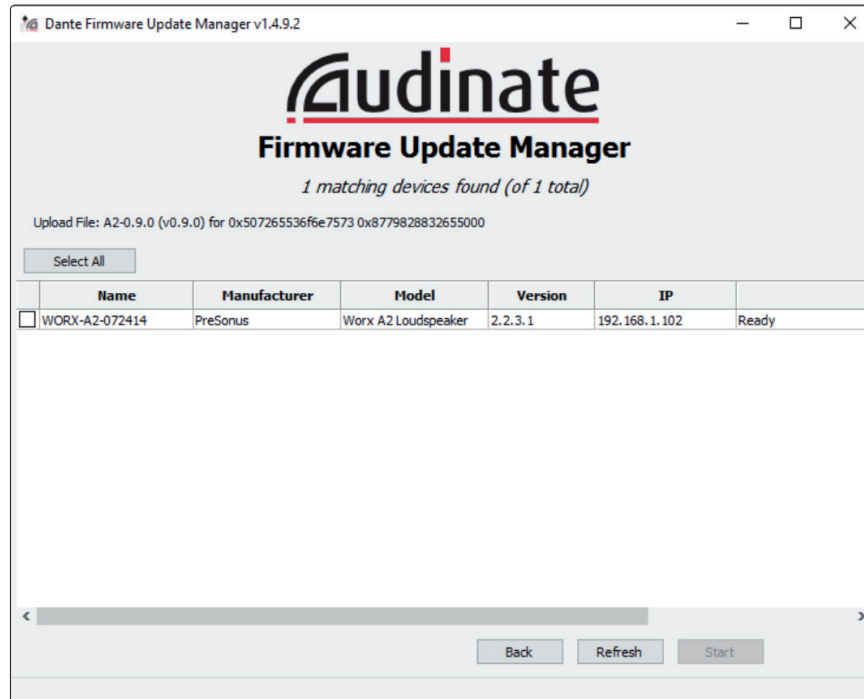 Dante Firmware Update Manager v1.4.9.2
Audinate
Firmware Update Manager
1 matching devices found (of 1 total)
Upload File: A2-0.9.0 (v0.9.0) for 0x507265536f6e7573 0x8779828832655000
Select All
Name Manufacturer Model Version IP
WORX-A2-072414 PreSonus Worx A2 Loudspeaker 2.2.3.1 192.168.1.102 Ready
Back Refresh Start